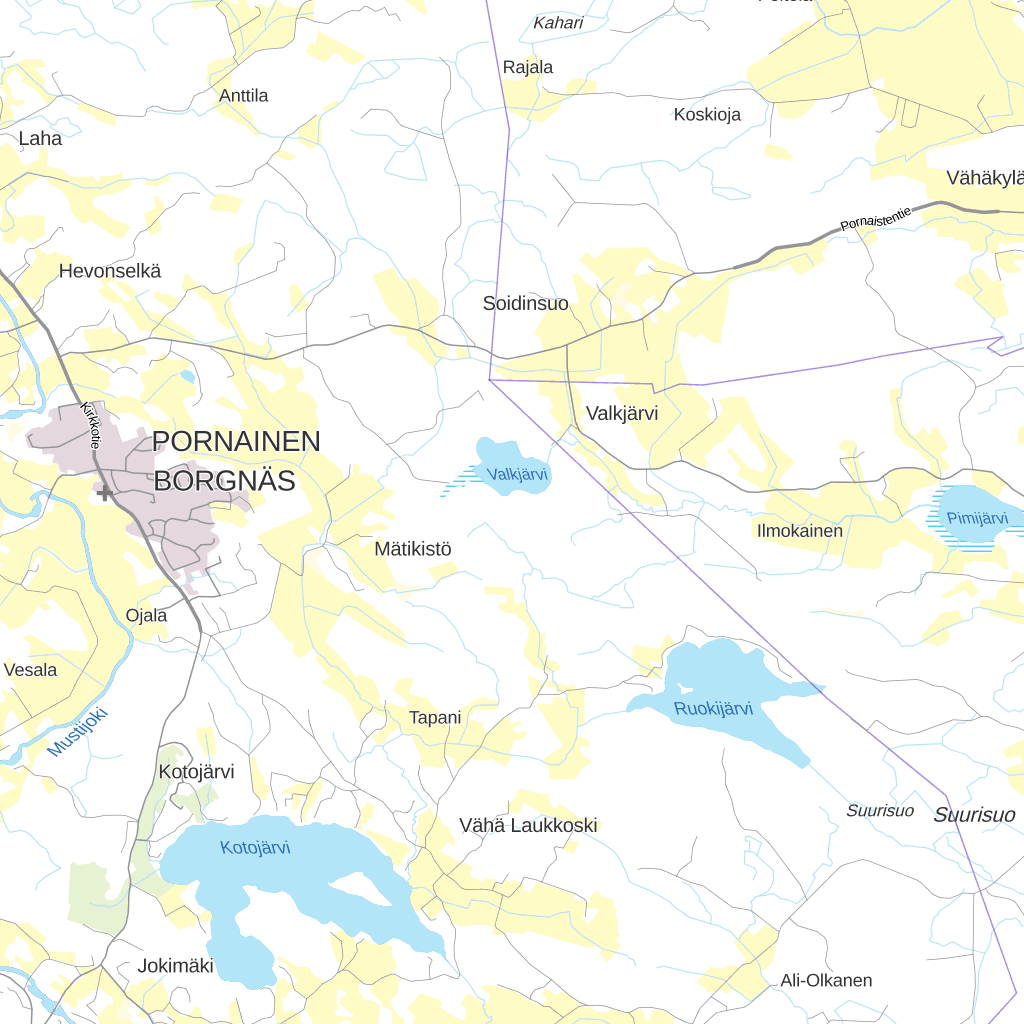 Kahari
Rajala
Anttila
Koskioja
Laha
Vähäkylä
Pornaistentie
Hevonselkä
Soidinsuo
Kirkkotie
Valkjärvi
PORNAINEN
BORGNÄS
Valkjärvi
Pimijärvi
Ilmokainen
Mätikistö
Ojala
Vesala
Ruokijärvi
Tapani
Mustijoki
Kotojärvi
Suurisuo
Suurisuo
Vähä Laukkoski
Kotojärvi
Jokimäki
Ali-Olkanen